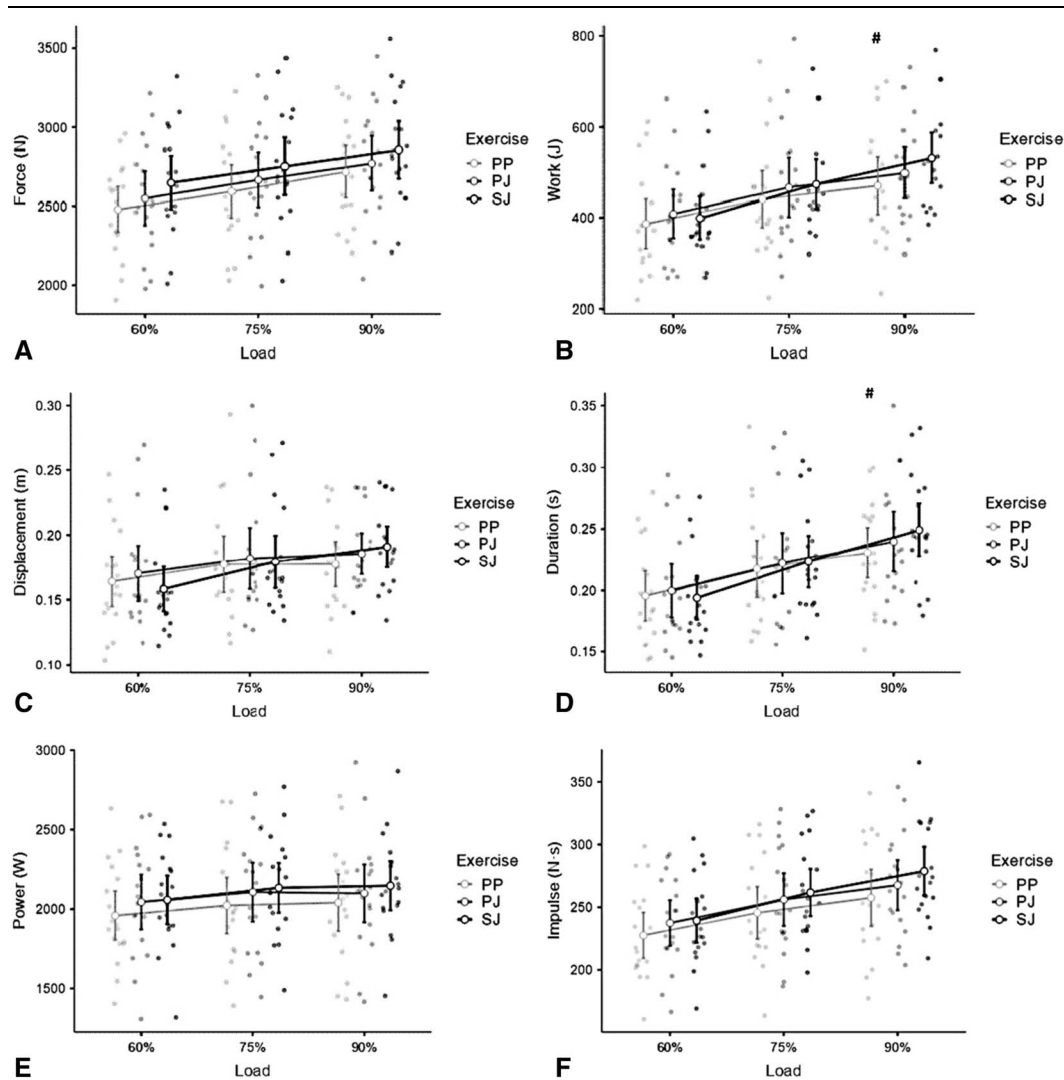 3500
3000
2500
2000
Force (N)
60%
75%
90%
Load
Exercise
PP
PJ
SJ
A
#
800
600
400
200
Work (J)
60%
75%
90%
Load
Exercise
PP
PJ
SJ
B
0.30
0.25
0.20
0.15
0.10
Displacement (m)
60%
75%
90%
Load
Exercise
PP
PJ
SJ
C
#
0.35
0.30
0.25
0.20
0.15
Duration (s)
60%
75%
90%
Load
Exercise
PP
PJ
SJ
D
3000
2500
2000
1500
Power (W)
60%
75%
90%
Load
Exercise
PP
PJ
SJ
E
350
300
250
200
Impulse (N·s)
60%
75%
90%
Load
Exercise
PP
PJ
SJ
F